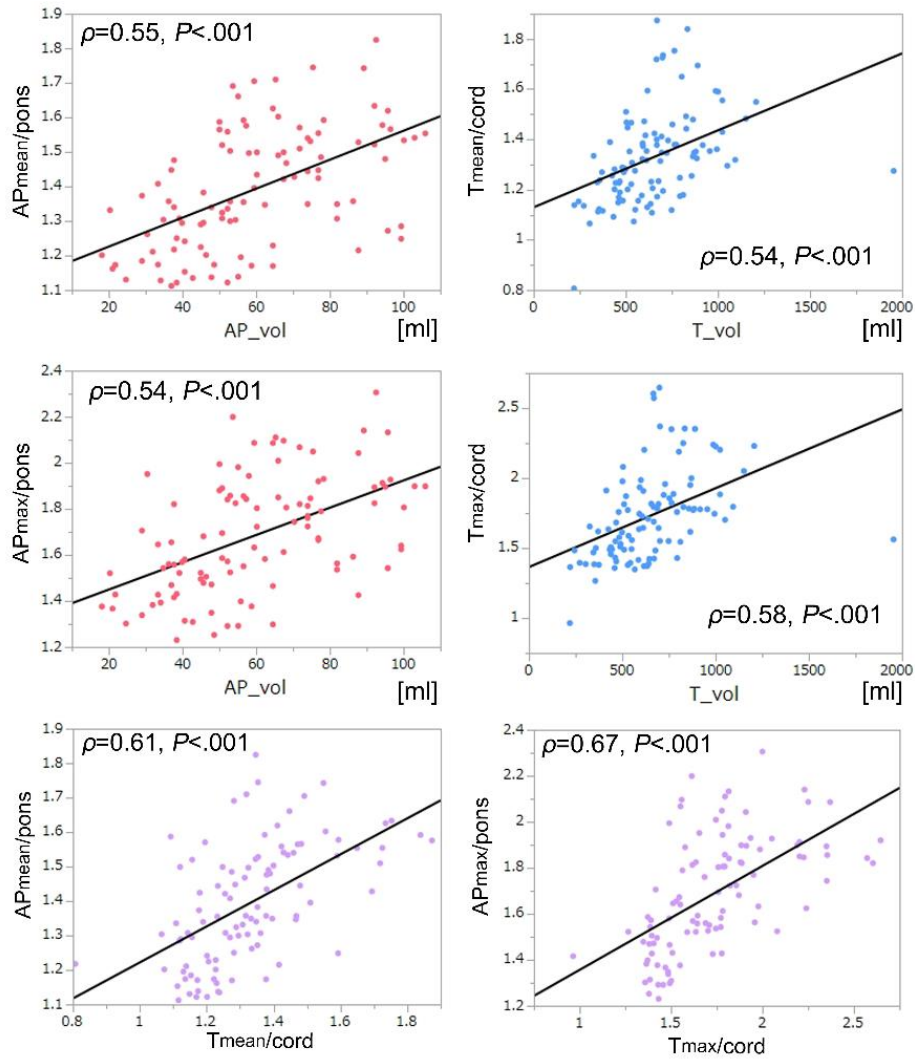 ρ=0.55, P<.001
APmean/pons
1.9
1.8
1.7
1.6
1.5
1.4
1.3
1.2
1.1
20 40 60 80 100
AP_vol [ml]
Tmean/cord
1.8
1.6
1.4
1.2
1
0.8
ρ=0.54, P<.001
0 500 1000 1500 2000
T_vol [ml]
ρ=0.54, P<.001
APmax/pons
2.4
2.2
2.0
1.8
1.6
1.4
1.2
20 40 60 80 100
AP_vol [ml]
Tmax/cord
2.5
2
1.5
1
ρ=0.58, P<.001
0 500 1000 1500 2000
T_vol [ml]
ρ=0.61, P<.001
APmean/pons
1.9
1.8
1.7
1.6
1.5
1.4
1.3
1.2
1.1
0.8 1 1.2 1.4 1.6 1.8
Tmean/cord
ρ=0.67, P<.001
APmax/pons
2.4
2.2
2.0
1.8
1.6
1.4
1.2
1 1.5 2 2.5
Tmax/cord